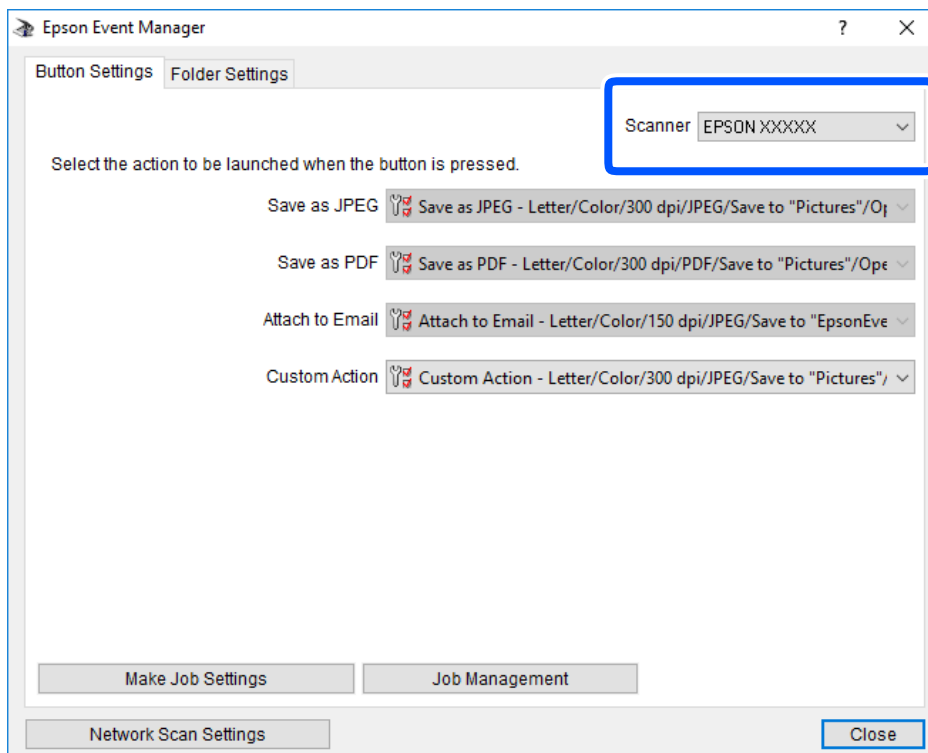 Epson Event Manager
Button Settings Folder Settings
Scanner EPSON XXXXX
Select the action to be launched when the button is pressed.
Save as JPEG Save as JPEG - Letter/Color/300 dpi/JPEG/Save to "Pictures"/Op
Save as PDF Save as PDF - Letter/Color/300 dpi/PDF/Save to "Pictures"/Ope
Attach to Email Attach to Email - Letter/Color/150 dpi/JPEG/Save to "EpsonEve
Custom Action Custom Action - Letter/Color/300 dpi/JPEG/Save to "Pictures"/
Make Job Settings Job Management
Network Scan Settings Close